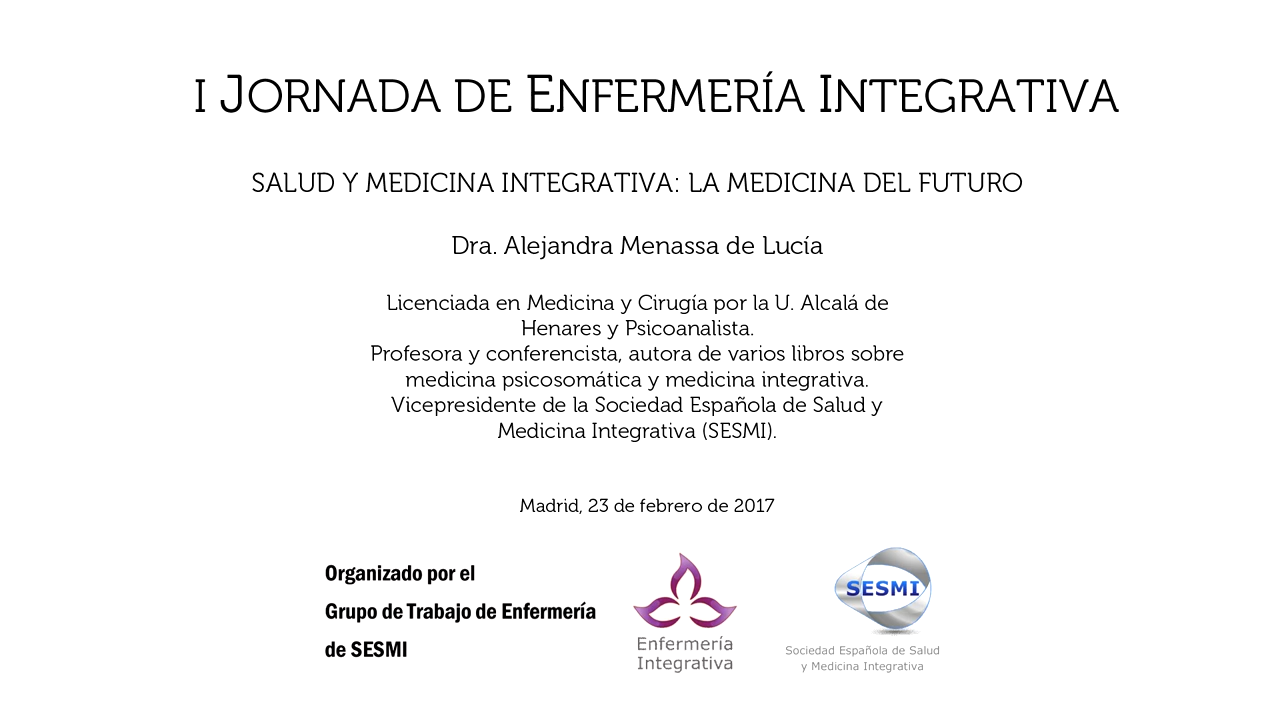 I JORNADA DE ENFERMERÍA INTEGRATIVA
SALUD Y MEDICINA INTEGRATIVA: LA MEDICINA DEL FUTURO
Dra. Alejandra Menassa de Lucía
Licenciada en Medicina y Cirugía por la U. Alcalá de
Henares y Psicoanalista.
Profesora y conferencista, autora de varios libros sobre
medicina psicosomática y medicina integrativa.
Vicepresidente de la Sociedad Española de Salud y
Medicina Integrativa (SESMI).
Madrid, 23 de febrero de 2017
Organizado por el
Grupo de Trabajo de Enfermería
de SESMI
Enfermería
Integrativa
SESMI
Sociedad Española de Salud
y Medicina Integrativa